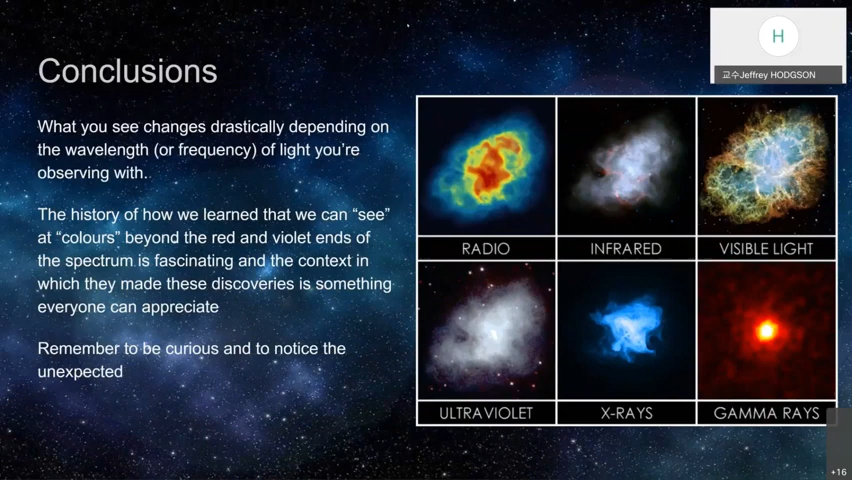 H
교수Jeffrey HODGSON
Conclusions
What you see changes drastically depending on
the wavelength (or frequency) of light you're
observing with.
The history of how we learned that we can “see”
at “colours” beyond the red and violet ends of
the spectrum is fascinating and the context in
which they made these discoveries is something
everyone can appreciate
Remember to be curious and to notice the
unexpected
RADIO
INFRARED
VISIBLE LIGHT
ULTRAVIOLET
X-RAYS
GAMMA RAYS
+16